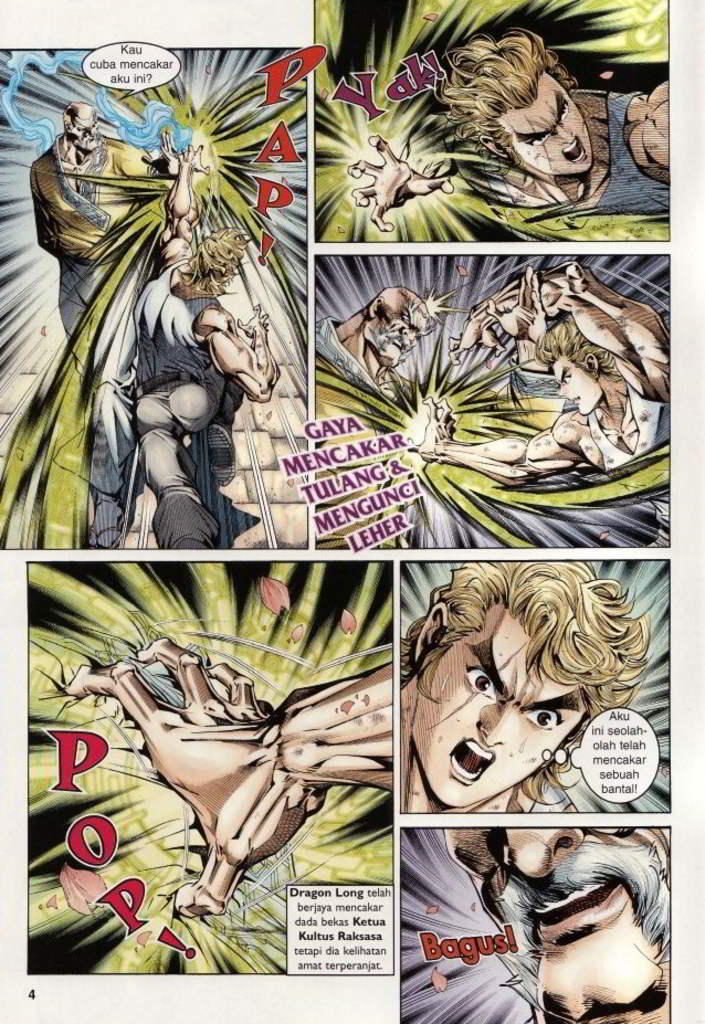 Kau
cuba mencakar
aku ini?
PAP!
Yak!
GAYA
MENCAKAR
TULANG &
MENGUNCI
LEHER
POP!
Dragon Long telah
berjaya mencakar
dada bekas Ketua
Kultus Raksasa
tetapi dia kelihatan
amat terperanjat.
Aku
ini seolah-
olah telah
mencakar
sebuah
bantal!
Bagus!
4